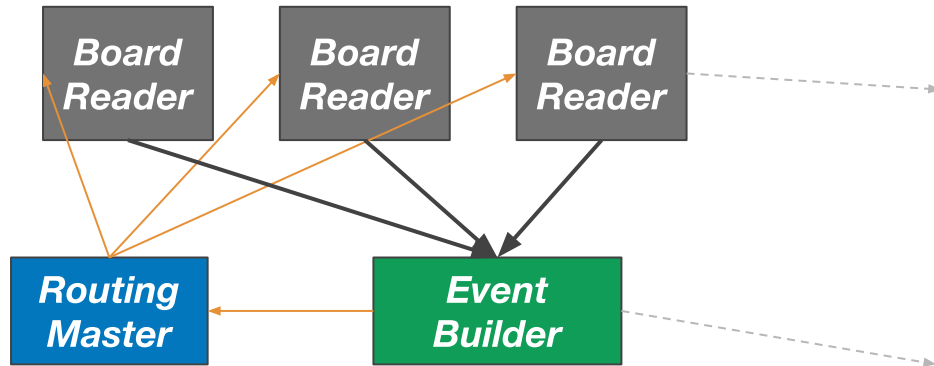 Board
Reader
Board
Reader
Board
Reader
Routing
Master
Event
Builder